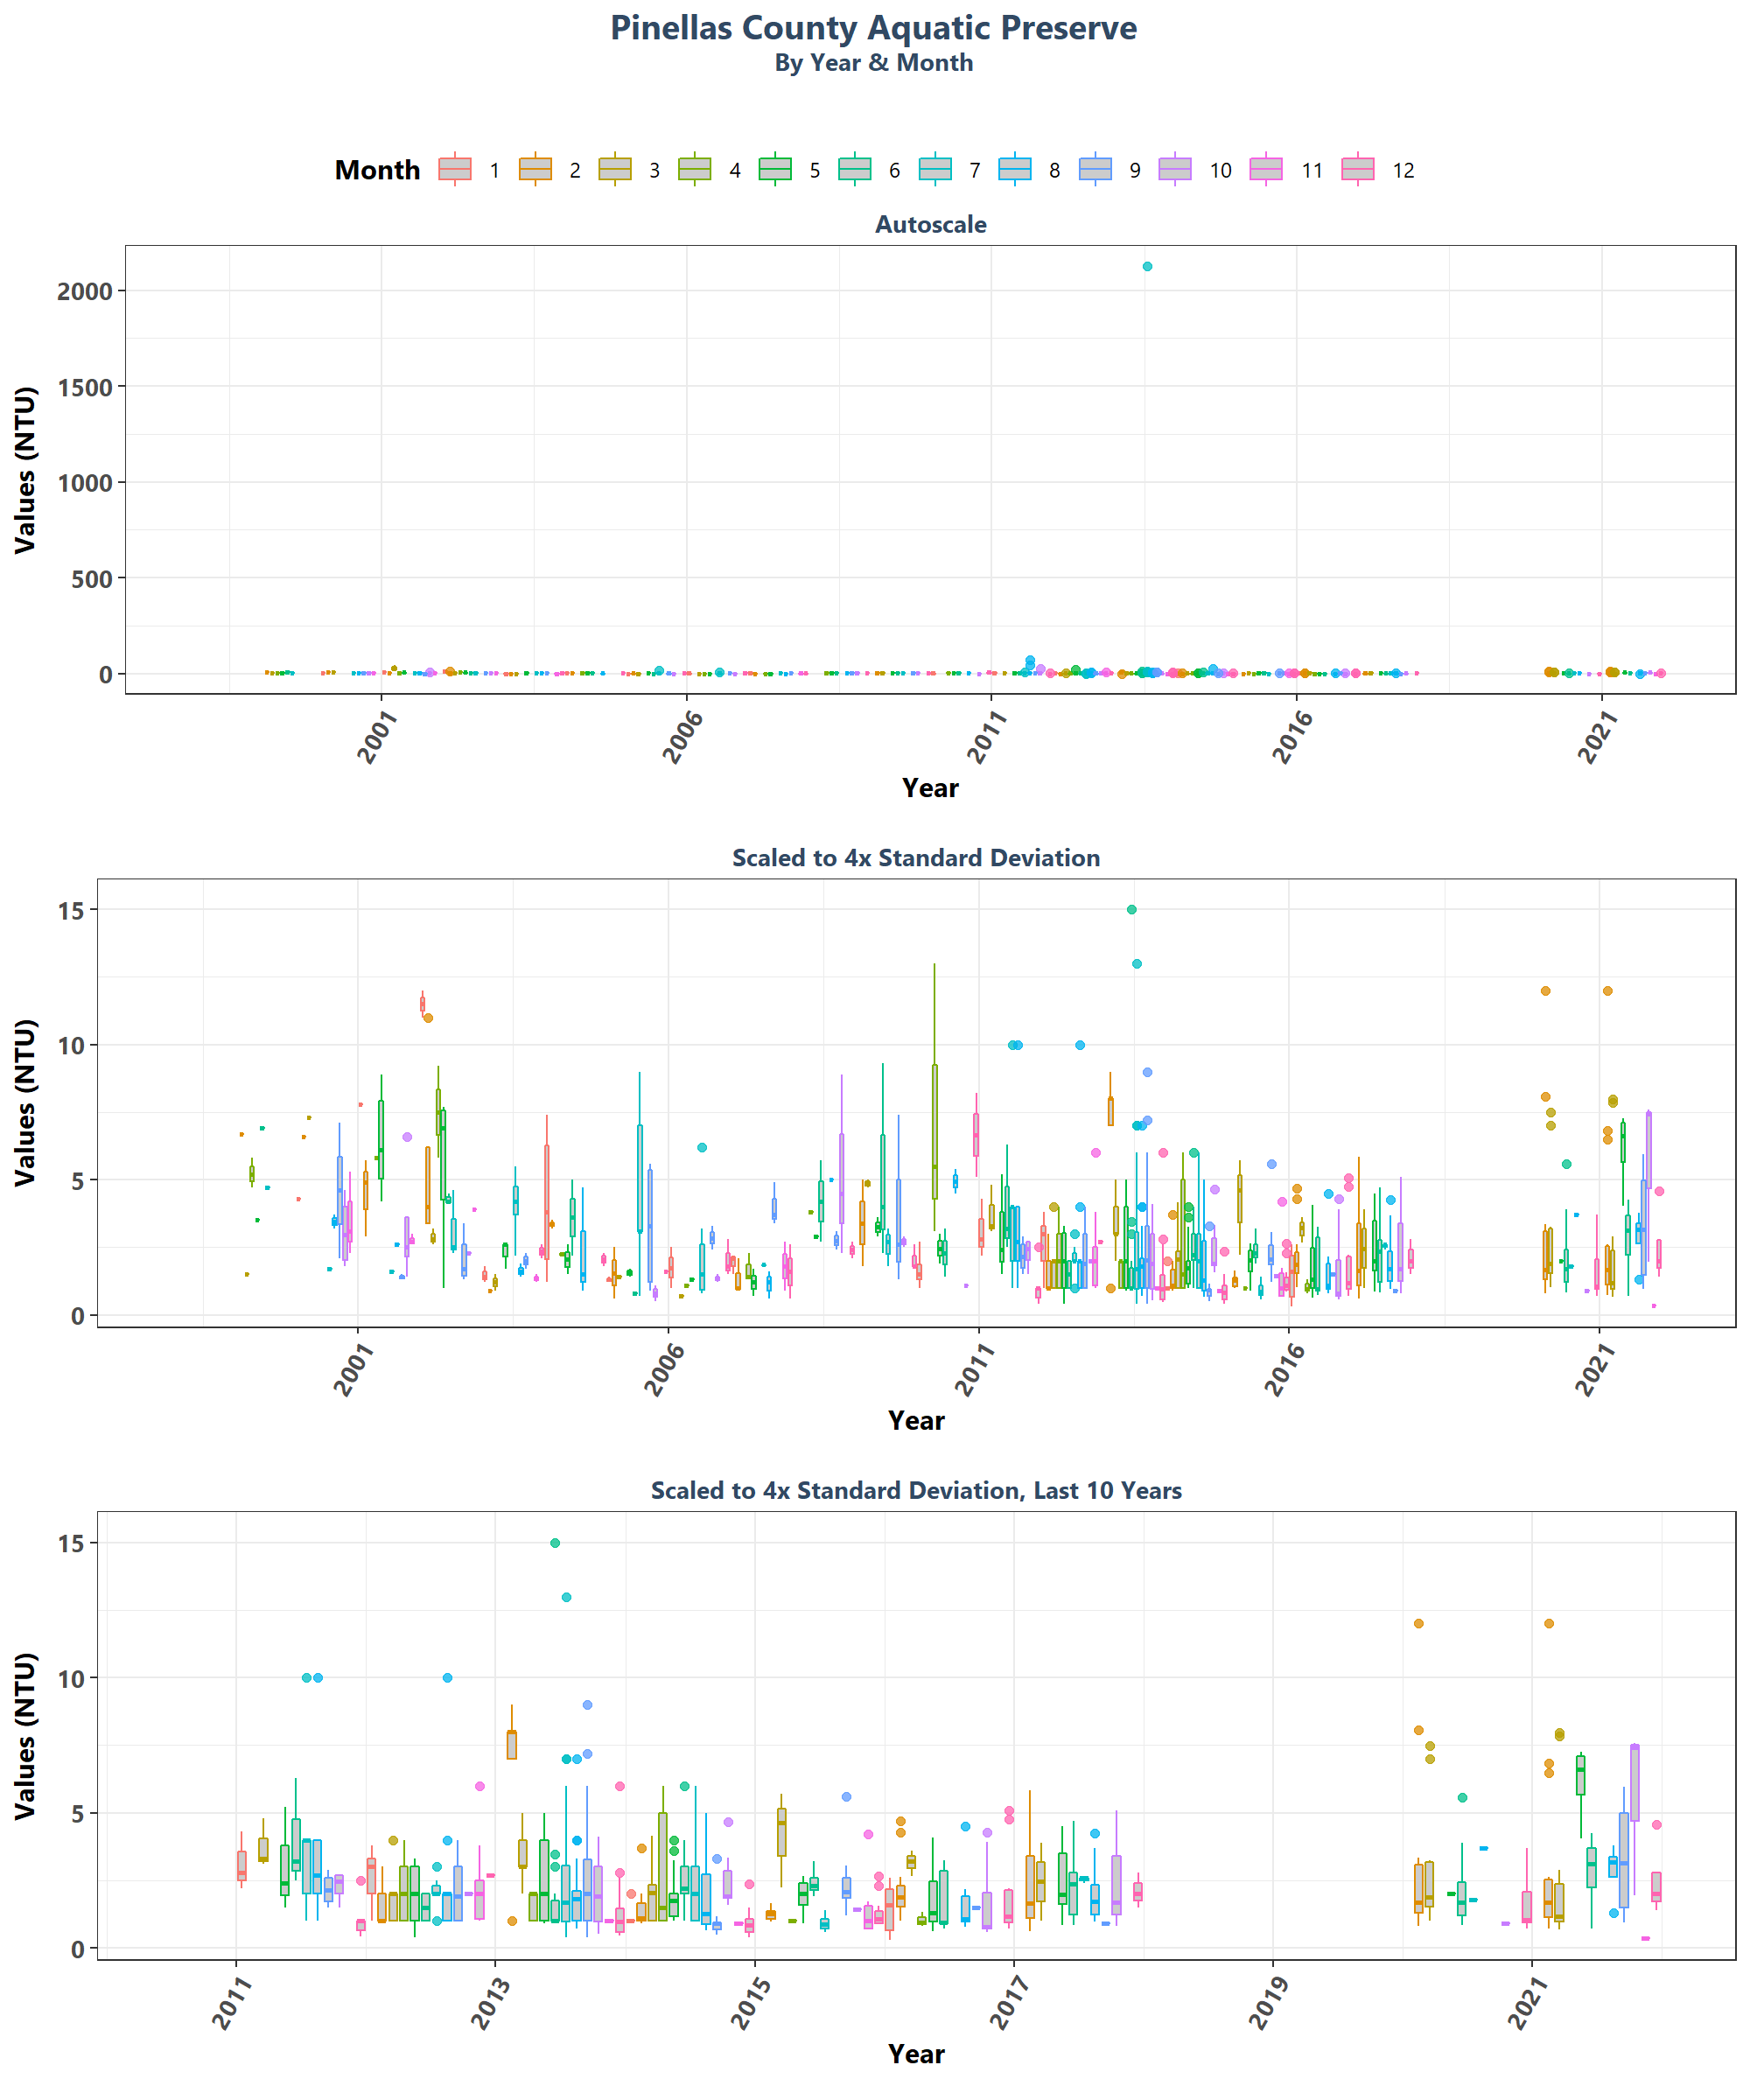 Pinellas County Aquatic Preserve
By Year & Month
Month 1 2 3 4 5 6 7 8 9 10 11 12
Autoscale
Values (NTU)
2000
1500
1000
500
0
2001 2006 2011 2016 2021
Year
Scaled to 4x Standard Deviation
Values (NTU)
15
10
5
0
2001 2006 2011 2016 2021
Year
Scaled to 4x Standard Deviation, Last 10 Years
Values (NTU)
15
10
5
0
2011 2013 2015 2017 2019 2021
Year